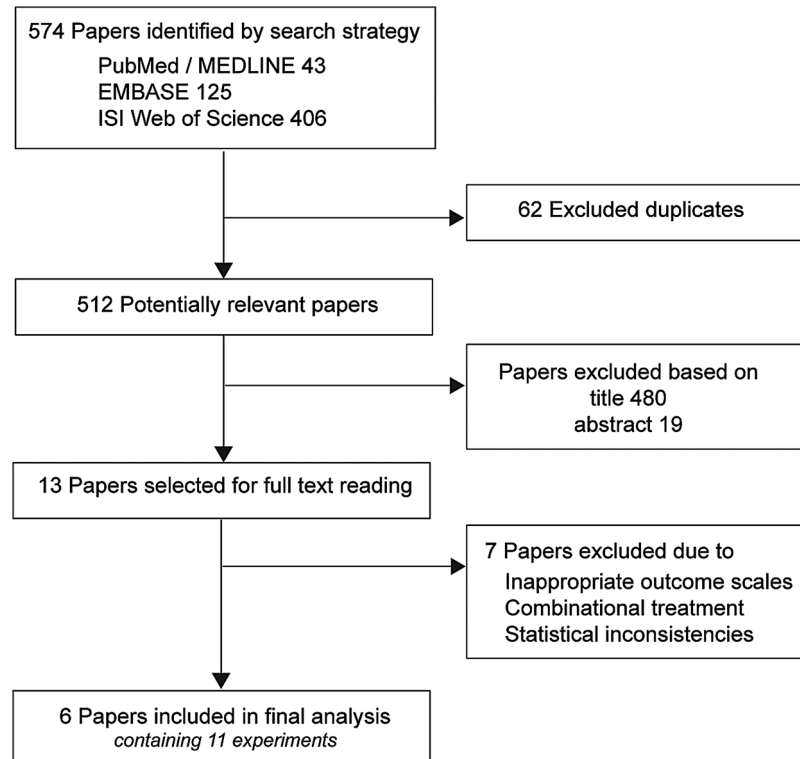 574 Papers identified by search strategy
PubMed / MEDLINE 43
EMBASE 125
ISI Web of Science 406
62 Excluded duplicates
512 Potentially relevant papers
Papers excluded based on
title 480
abstract 19
13 Papers selected for full text reading
7 Papers excluded due to
Inappropriate outcome scales
Combinational treatment
Statistical inconsistencies
6 Papers included in final analysis
containing 11 experiments